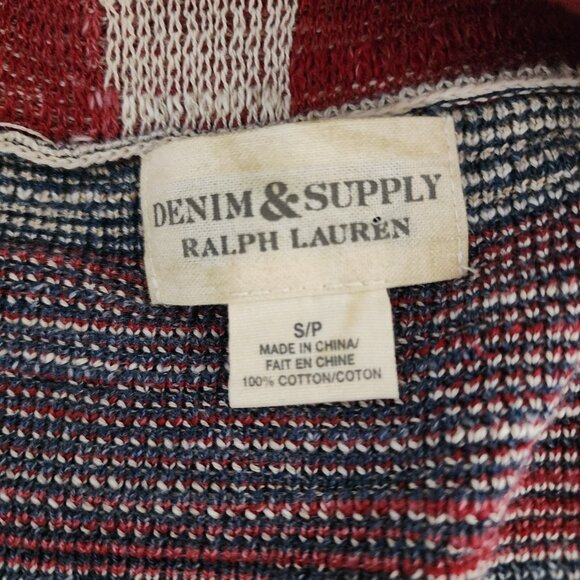 DENIM & SUPPLY
RALPH LAUREN
S/P
MADE IN CHINA/
FAIT EN CHINE
100% COTTON/COTON